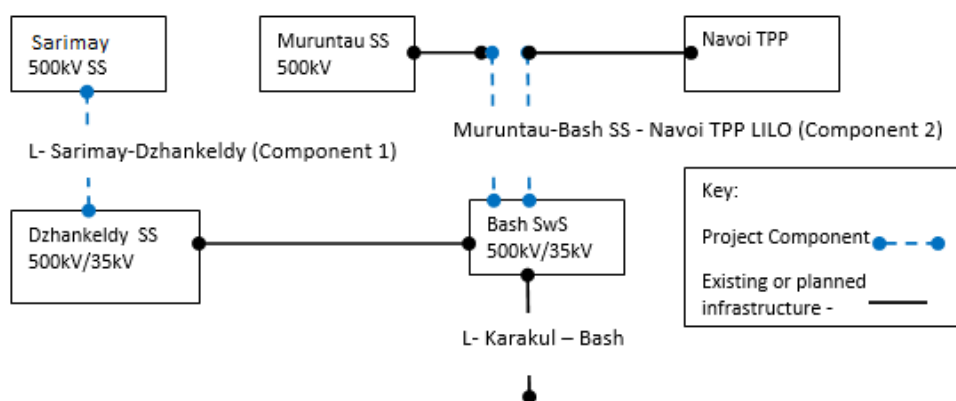 Sarimay
500kV SS
Muruntau SS
500kV
Navoi TPP
L- Sarimay-Dzhankeldy (Component 1)
Muruntau-Bash SS - Navoi TPP LILO (Component 2)
Dzhankeldy SS
500kV/35kV
Bash SwS
500kV/35kV
Key:
Project Component
Existing or planned
infrastructure -
L- Karakul – Bash